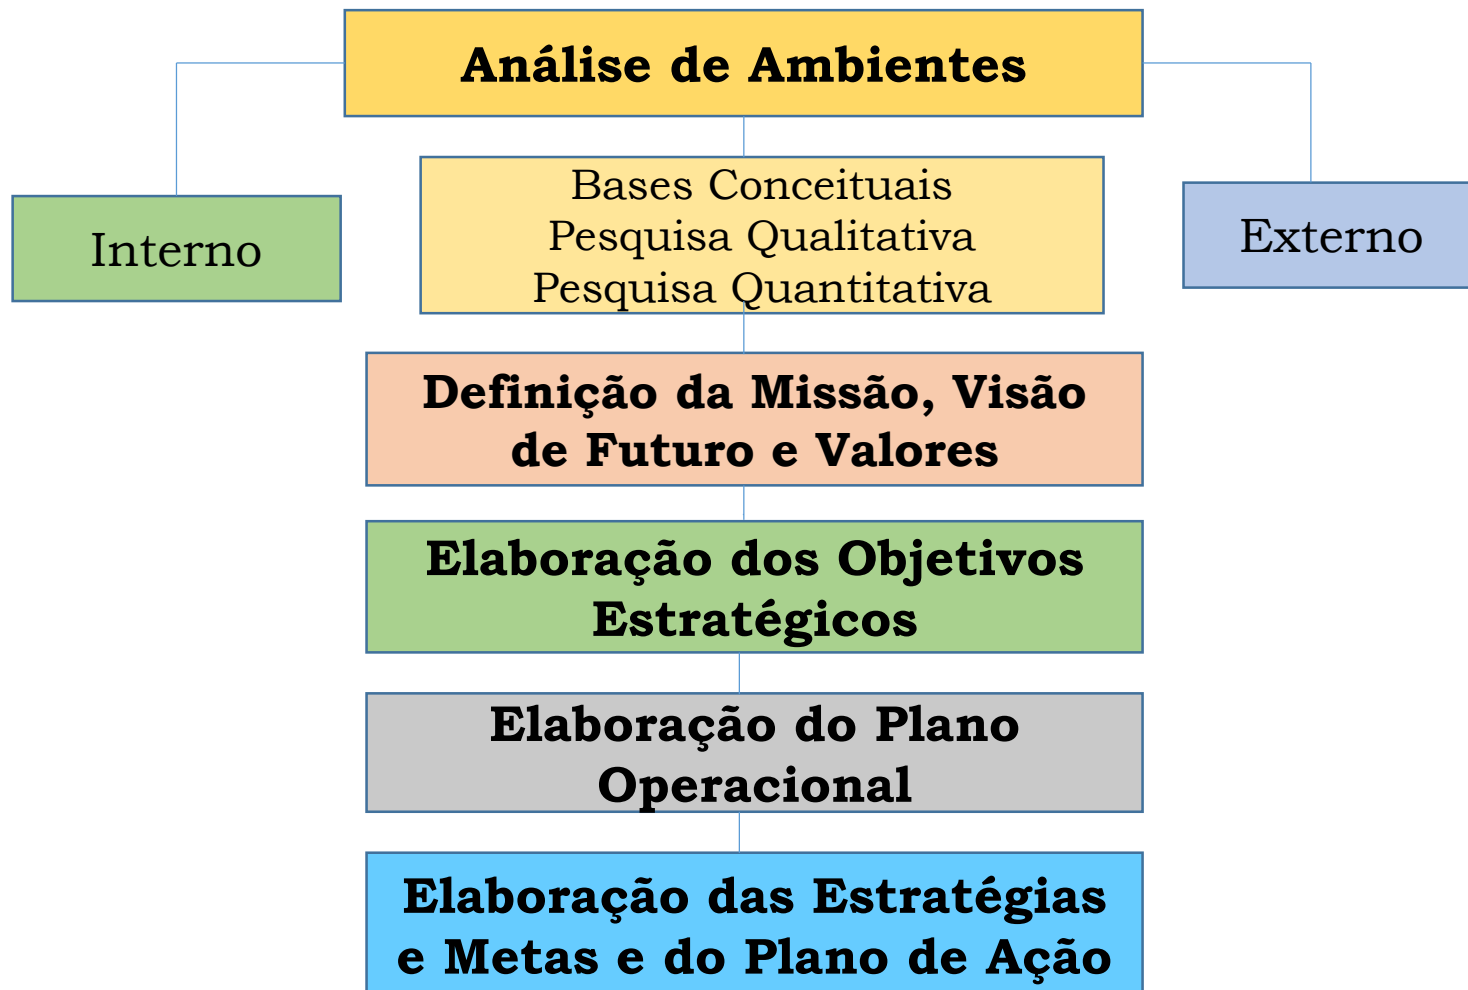 Análise de Ambientes
Interno
Bases Conceituais
Pesquisa Qualitativa
Pesquisa Quantitativa
Externo
Definição da Missão, Visão
de Futuro e Valores
Elaboração dos Objetivos
Estratégicos
Elaboração do Plano
Operacional
Elaboração das Estratégias
e Metas e do Plano de Ação